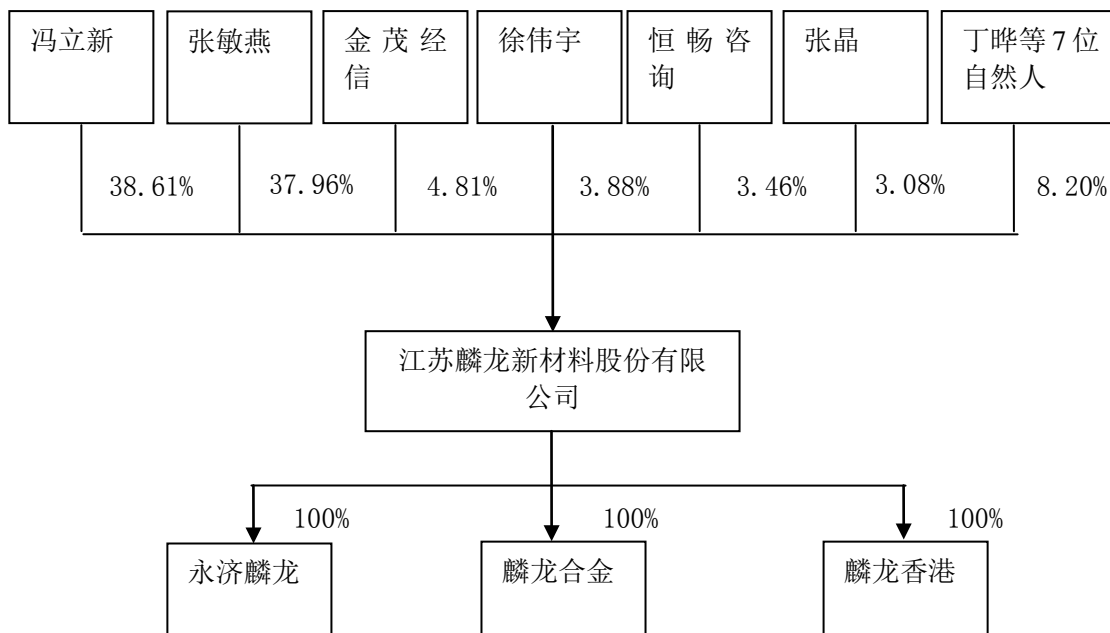 冯立新
张敏燕
金茂经
信
徐伟宇
恒畅咨
询
张晶
丁晔等7位
自然人
38.61%
37.96%
4.81%
3.88%
3.46%
3.08%
8.20%
江苏麟龙新材料股份有限
公司
100%
100%
100%
永济麟龙
麟龙合金
麟龙香港